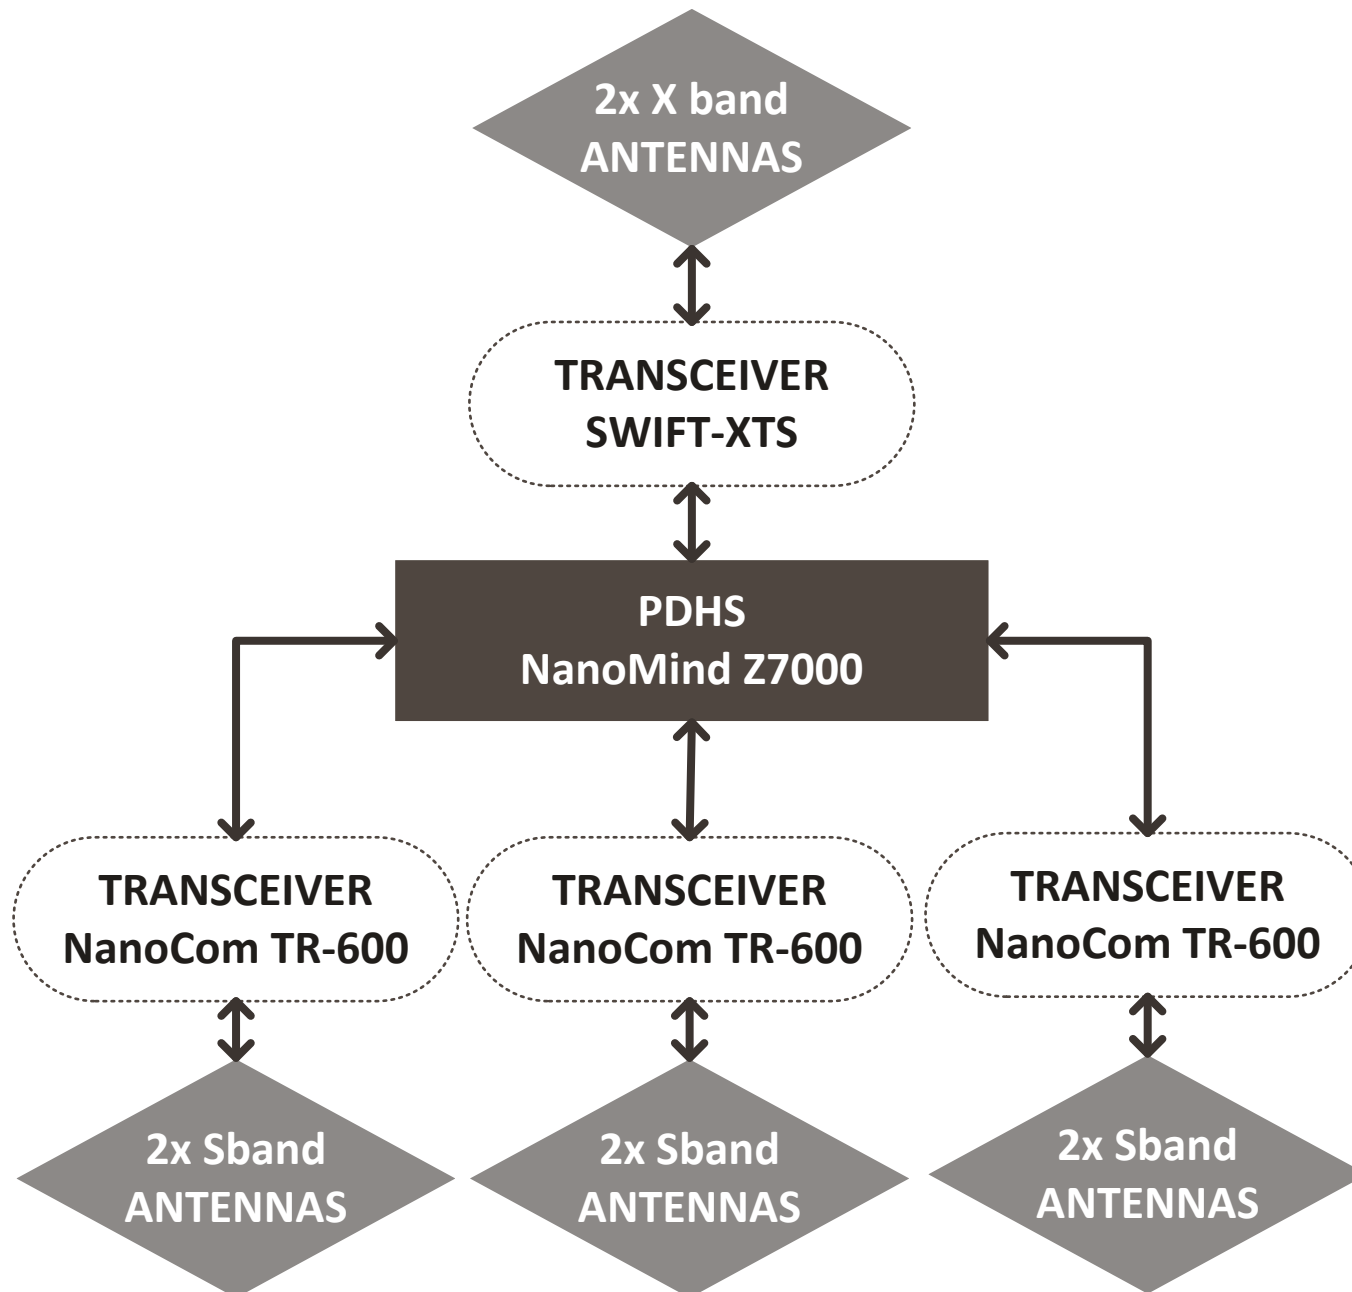 2x X band
ANTENNAS
TRANSCEIVER
SWIFT-XTS
PDHS
NanoMind Z7000
TRANSCEIVER
NanoCom TR-600
TRANSCEIVER
NanoCom TR-600
TRANSCEIVER
NanoCom TR-600
2x Sband
ANTENNAS
2x Sband
ANTENNAS
2x Sband
ANTENNAS